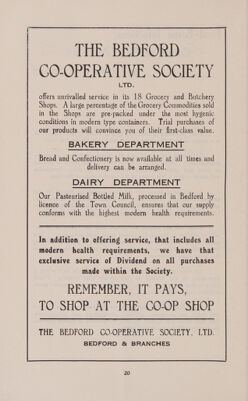 THE BEDFORD
CO-OPERATIVE SOCIETY
LTD.
offers unrivalled service in its 18 Grocery and Butchery
Shops. A large percentage of the Grocery Commodities sold
in the Shops are pre-packed under the most hygenic
conditions in modern type containers. Trial purchases of
our products will convince you of their first-class value.
BAKERY DEPARTMENT
Bread and Confectionery is now available at all times and
delivery can be arranged.
DAIRY DEPARTMENT
Our Pasteurised Bottled Milk, processed in Bedford by
licence of the Town Council, ensures that our supply
conforms with the highest modern health requirements.
In addition to offering service, that includes all
modern health requirements, we have that
exclusive service of Dividend on all purchases
made within the Society.
REMEMBER, IT PAYS,
TO SHOP AT THE CO-OP SHOP
THE BEDFORD CO-OPERATIVE SOCIETY, LTD.
BEDFORD & BRANCHES
20